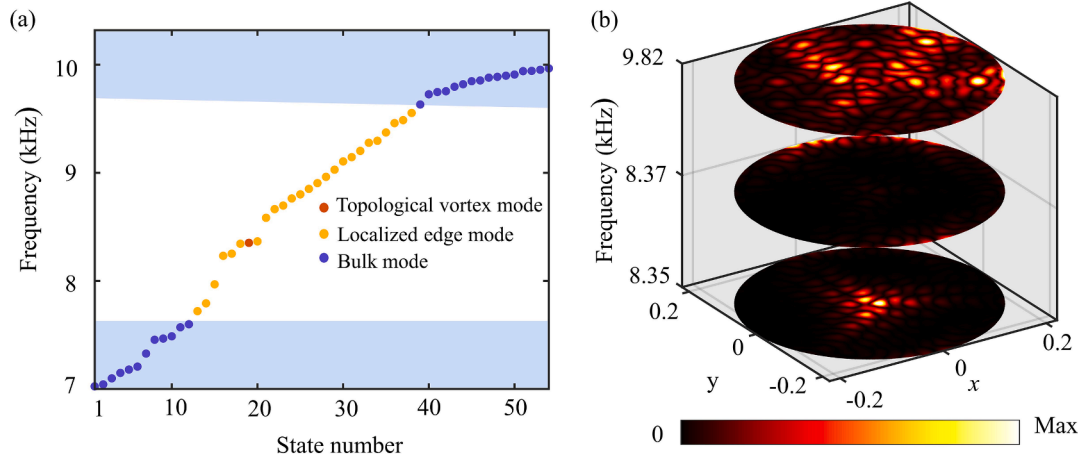 (a)
Frequency (kHz)
10
9
8
7
Topological vortex mode
Localized edge mode
Bulk mode
1 10 20 30 40 50
State number
(b)
Frequency (kHz)
9.82
8.37
8.35
0.2
0
-0.2
y
-0.2
0
0.2
x
0 Max